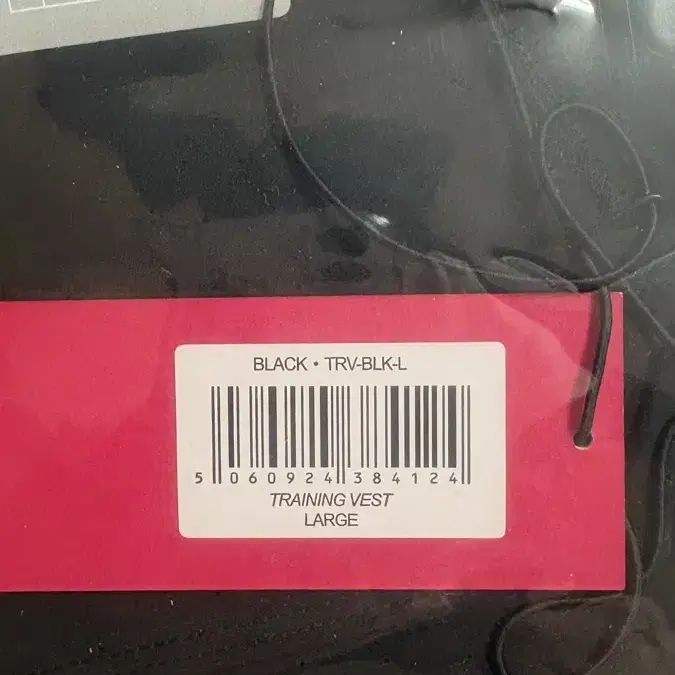 BLACK • TRV-BLK-L
5 060924 384124
TRAINING VEST
LARGE